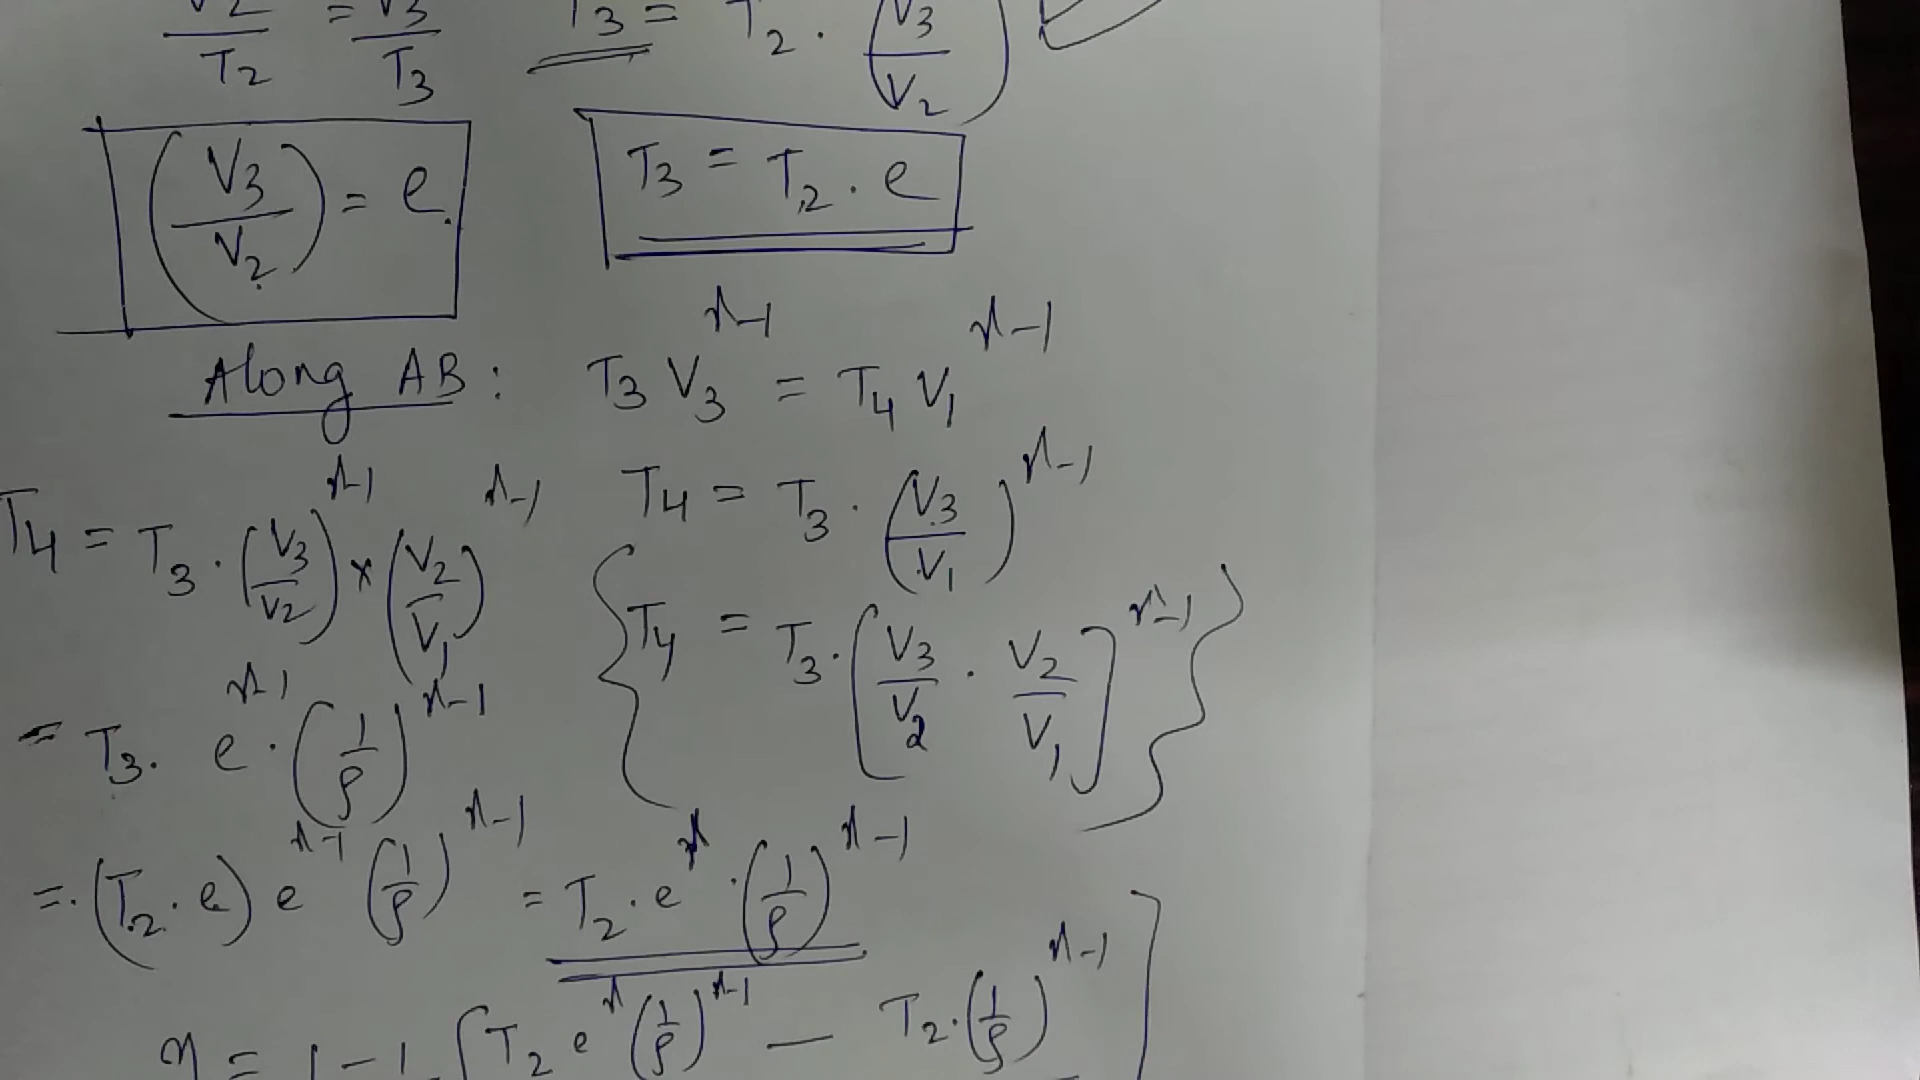 V2/T2 = V3/T3   T3 = T2 . (V3/V2)
(V3/V2) = e.   T3 = T2 . e
Along AB : T3 V3^γ-1 = T4 V1^γ-1
T4 = T3 . (V3/V1)^γ-1
T4 = T3 . (V3/V2)^γ-1 × (V2/V1)^γ-1
{ T4 = T3 . [V3/V2 . V2/V1]^γ-1 }
= T3 . e^γ-1 . (1/ρ)^γ-1
= . (T2 . e) e^γ-1 (1/ρ)^γ-1 = T2 . e^γ . (1/ρ)^γ-1
η = 1 - 1 [T2 e^γ (1/ρ)^γ-1 — T2 . (1/ρ)^γ-1]